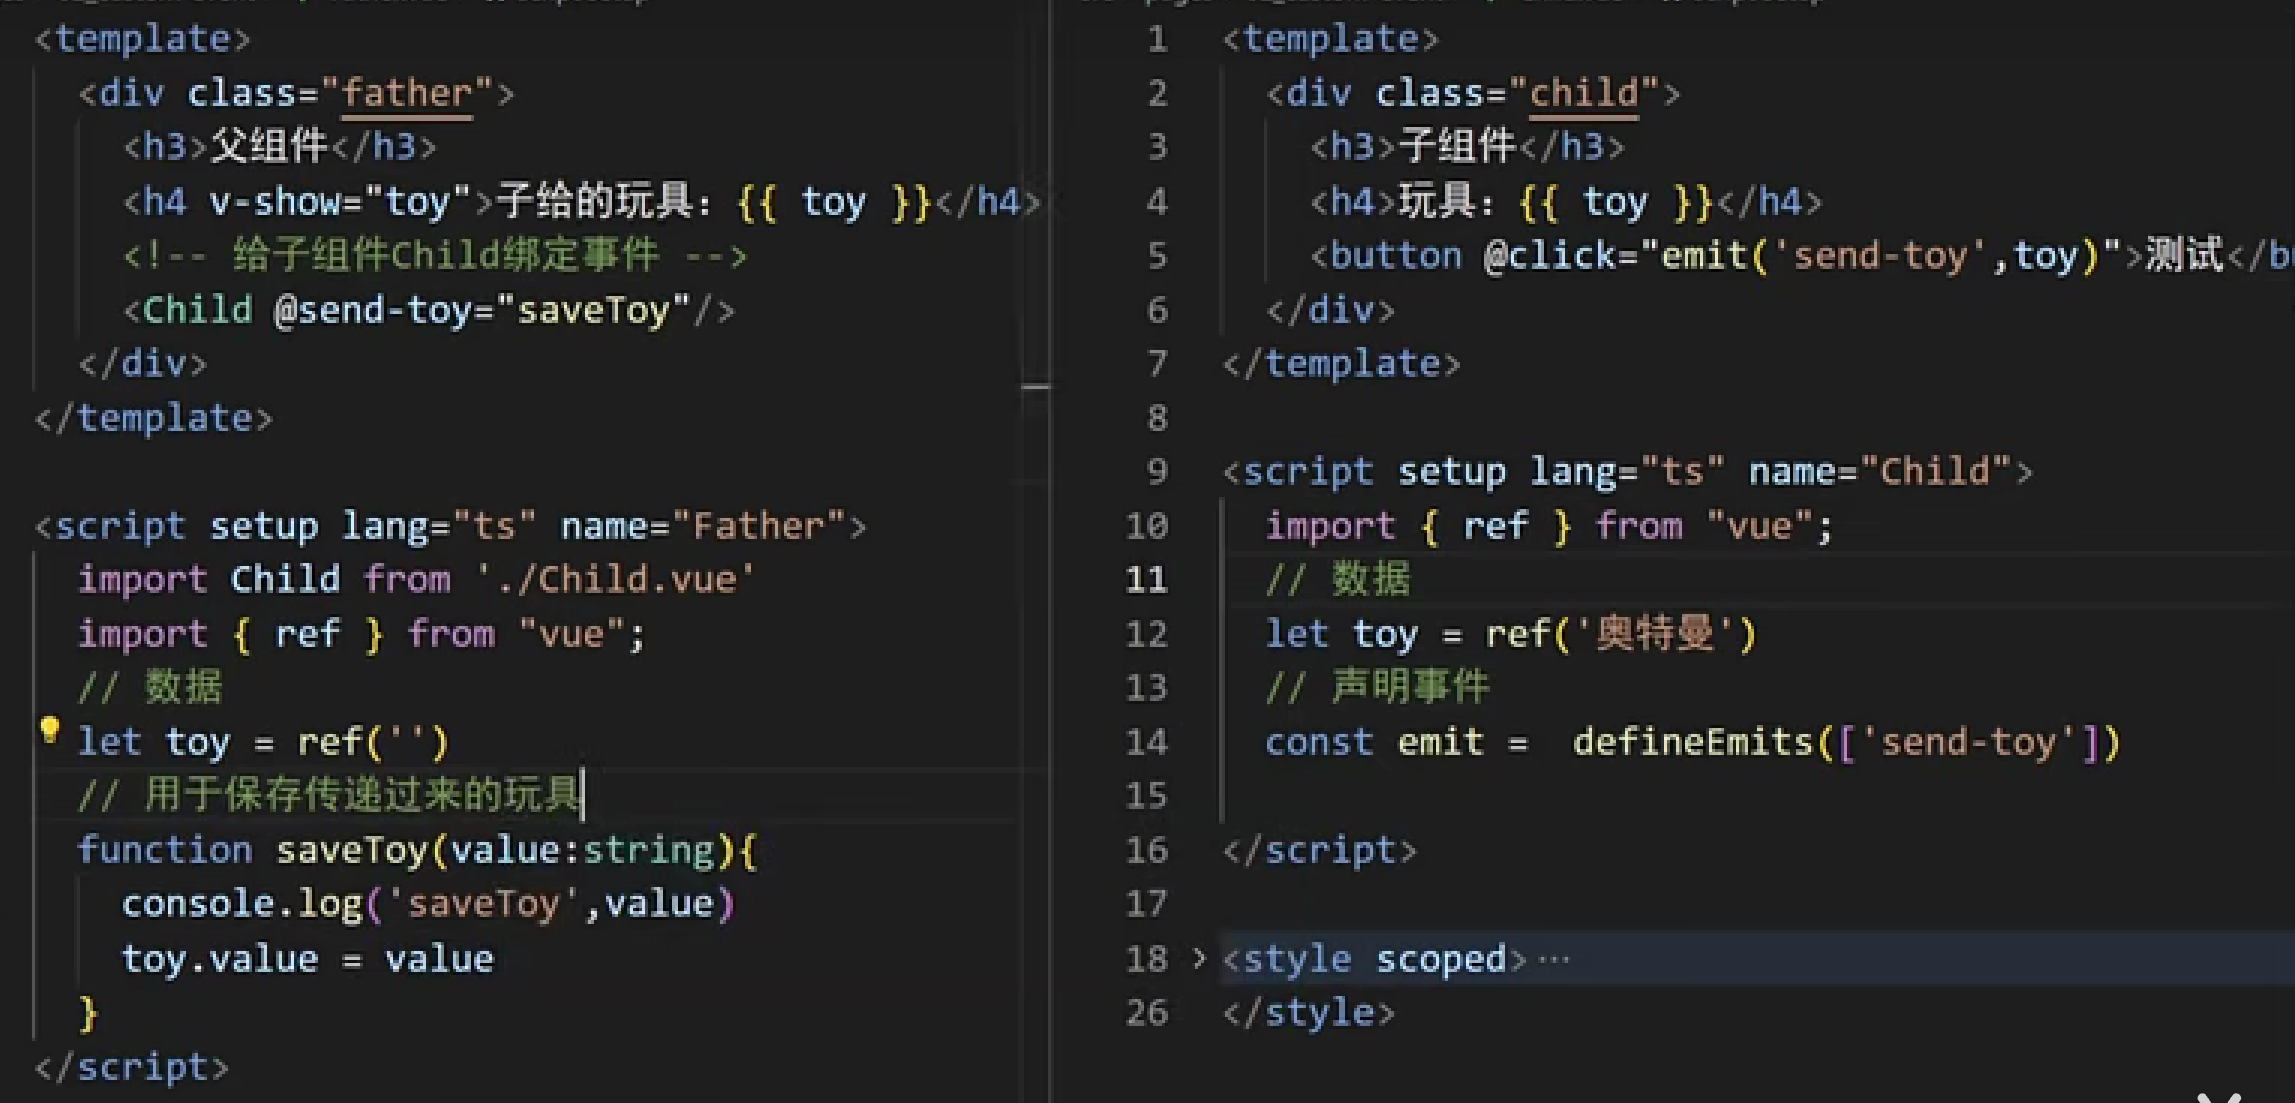 <template>
<div class="father">
<h3>父组件</h3>
<h4 v-show="toy">子给的玩具：{{ toy }}</h4>
<!-- 给子组件Child绑定事件 -->
<Child @send-toy="saveToy"/>
</div>
</template>
<script setup lang="ts" name="Father">
import Child from './Child.vue'
import { ref } from "vue";
// 数据
let toy = ref('')
// 用于保存传递过来的玩具
function saveToy(value:string){
console.log('saveToy',value)
toy.value = value
}
</script>
1 <template>
2 <div class="child">
3 <h3>子组件</h3>
4 <h4>玩具：{{ toy }}</h4>
5 <button @click="emit('send-toy',toy)">测试</bu
6 </div>
7 </template>
8
9 <script setup lang="ts" name="Child">
10 import { ref } from "vue";
11 // 数据
12 let toy = ref('奥特曼')
13 // 声明事件
14 const emit =  defineEmits(['send-toy'])
15
16 </script>
17
18 <style scoped>···
26 </style>